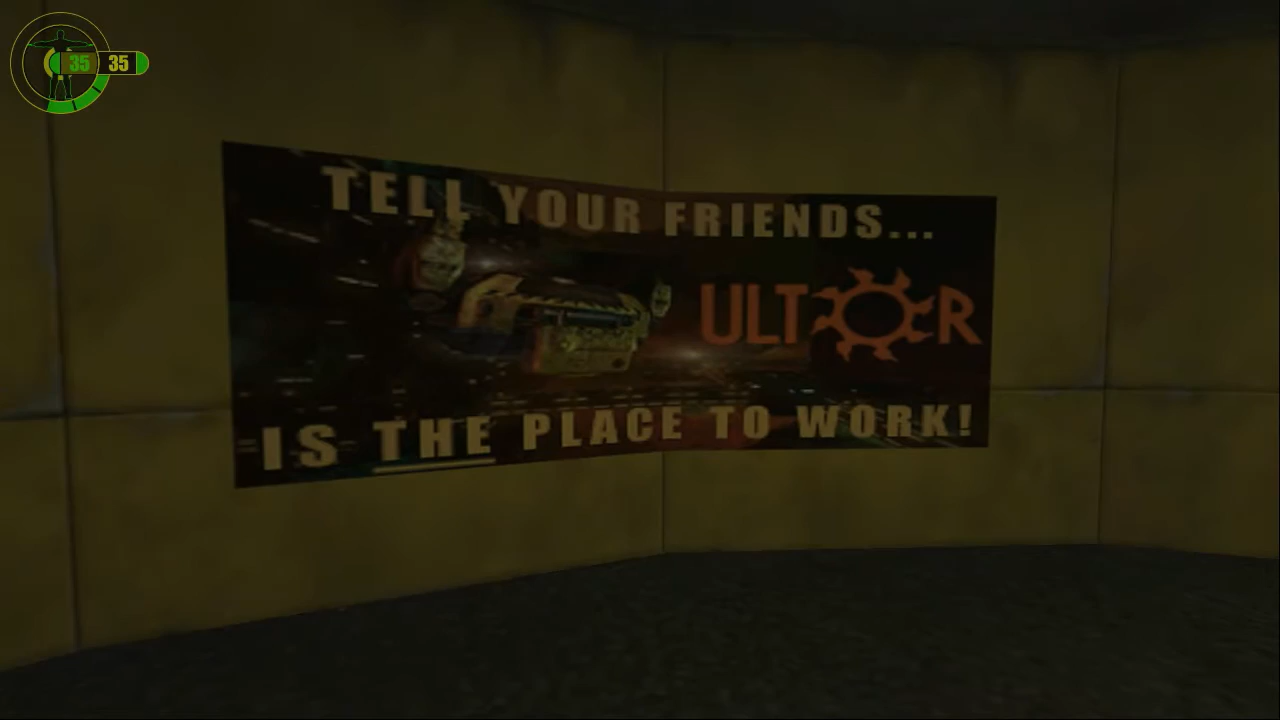 35 35
TELL YOUR FRIENDS...
ULTOR
IS THE PLACE TO WORK!